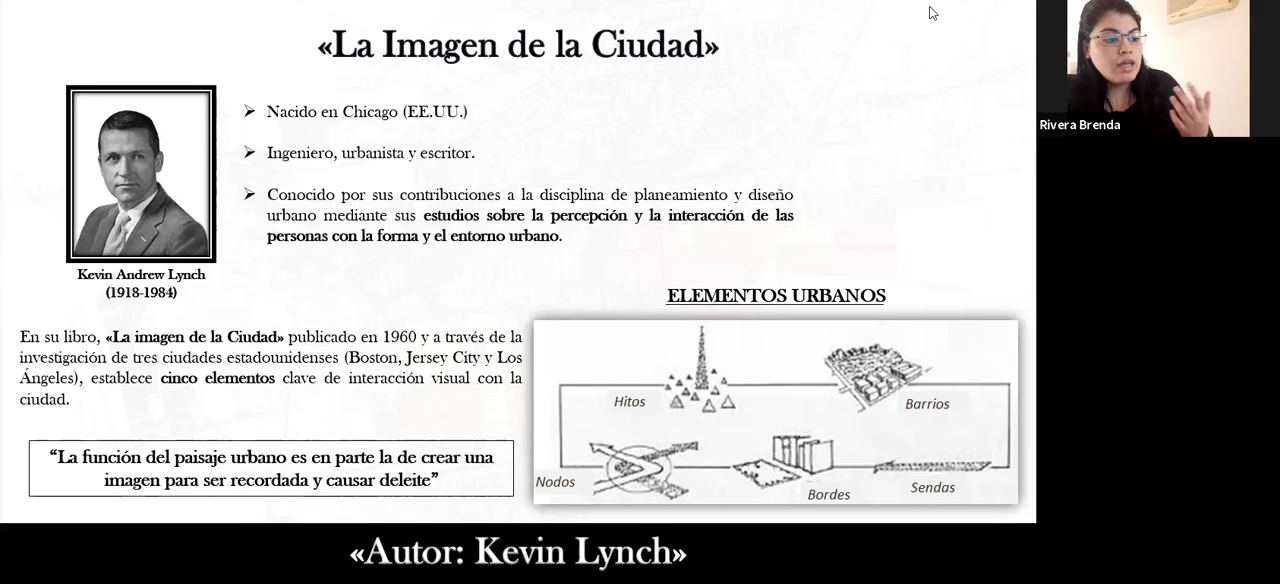 «La Imagen de la Ciudad»
Rivera Brenda
Nacido en Chicago (EE.UU.)
Ingeniero, urbanista y escritor.
Conocido por sus contribuciones a la disciplina de planeamiento y diseño
urbano mediante sus estudios sobre la percepción y la interacción de las
personas con la forma y el entorno urbano.
Kevin Andrew Lynch
(1918-1984)
En su libro, «La imagen de la Ciudad» publicado en 1960 y a través de la
investigación de tres ciudades estadounidenses (Boston, Jersey City y Los
Ángeles), establece cinco elementos clave de interacción visual con la
ciudad.
“La función del paisaje urbano es en parte la de crear una
imagen para ser recordada y causar deleite”
ELEMENTOS URBANOS
Hitos
Barrios
Nodos
Bordes
Sendas
«Autor: Kevin Lynch»